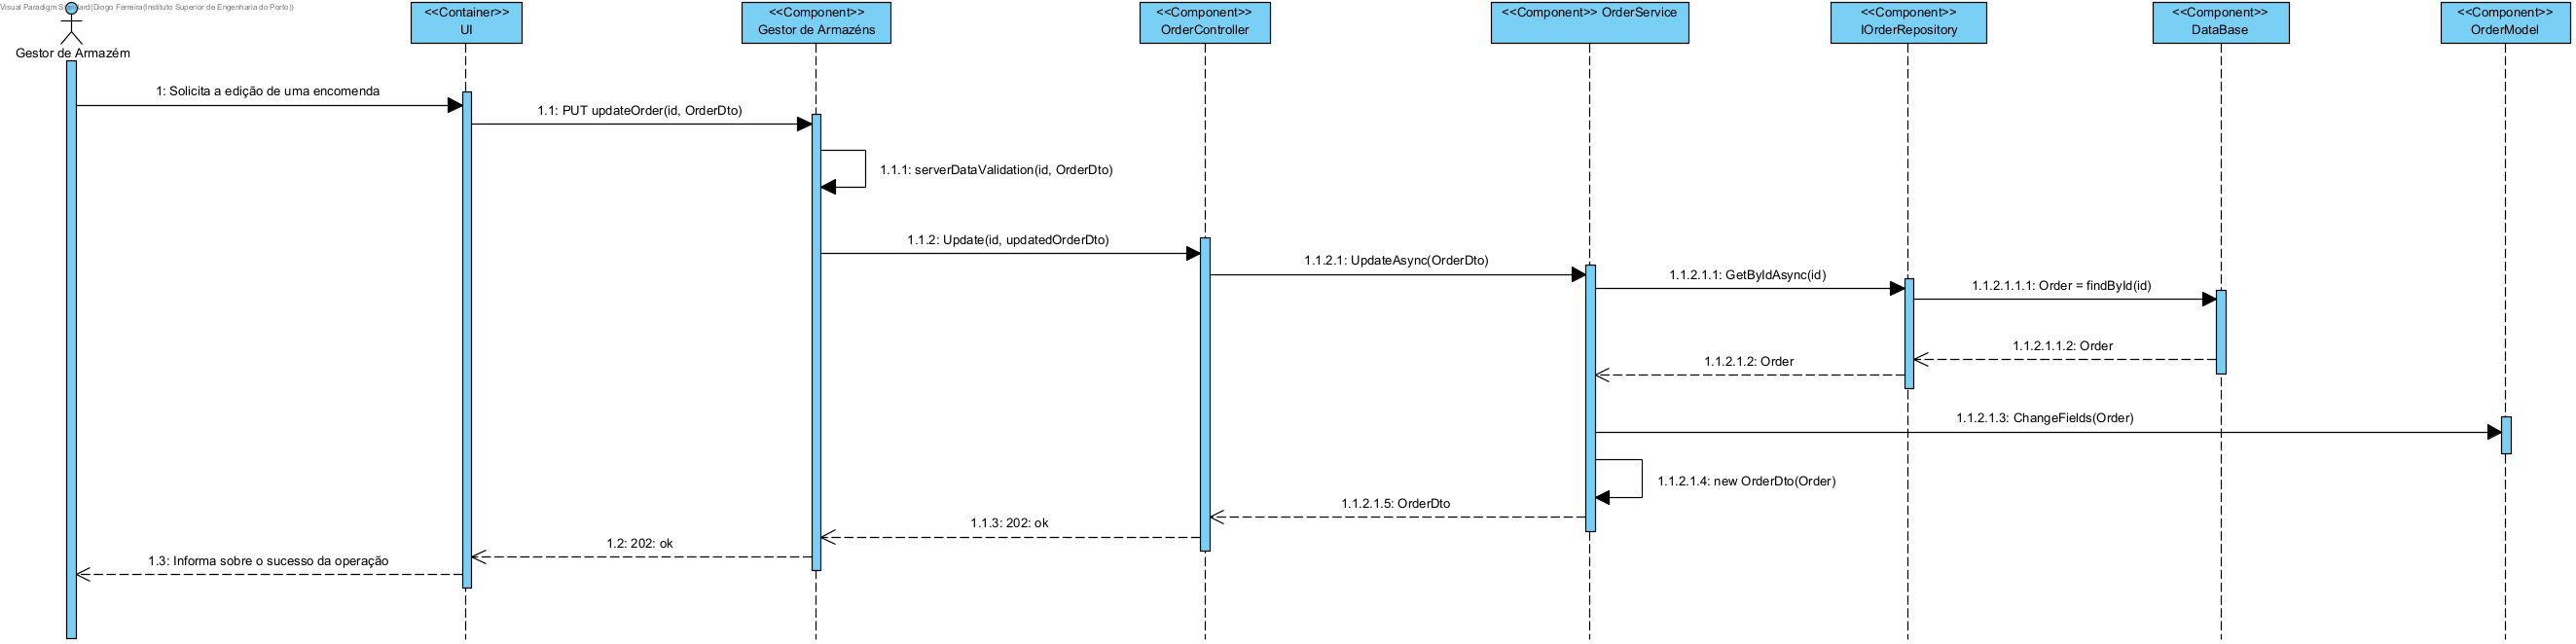 Visual Paradigm Standard(Diogo Ferreira(Instituto Superior de Engenharia do Porto))
Gestor de Armazém
<<Container>>
UI
<<Component>>
Gestor de Armazéns
<<Component>>
OrderController
<<Component>> OrderService
<<Component>>
IOrderRepository
<<Component>>
DataBase
<<Component>>
OrderModel
1: Solicita a edição de uma encomenda
1.1: PUT updateOrder(id, OrderDto)
1.1.1: serverDataValidation(id, OrderDto)
1.1.2: Update(id, updatedOrderDto)
1.1.2.1: UpdateAsync(OrderDto)
1.1.2.1.1: GetByIdAsync(id)
1.1.2.1.1.1: Order = findById(id)
1.1.2.1.1.2: Order
1.1.2.1.2: Order
1.1.2.1.3: ChangeFields(Order)
1.1.2.1.4: new OrderDto(Order)
1.1.2.1.5: OrderDto
1.1.3: 202: ok
1.2: 202: ok
1.3: Informa sobre o sucesso da operação